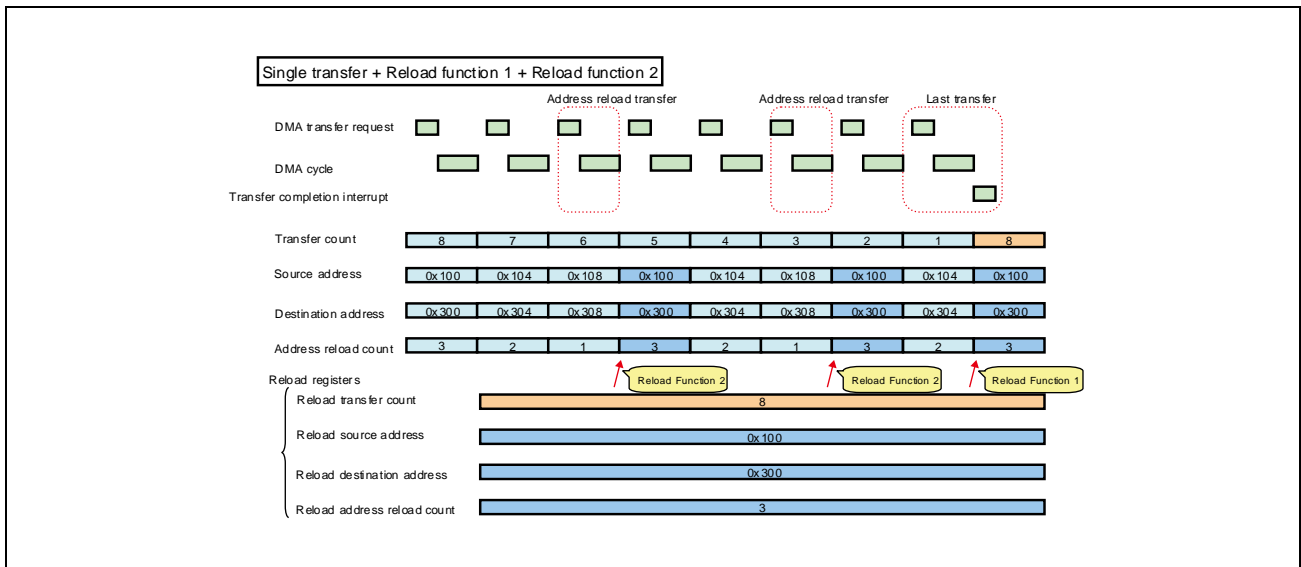 Single transfer + Reload function 1 + Reload function 2
Address reload transfer Address reload transfer Last transfer
DMA transfer request
DMA cycle
Transfer completion interrupt
Transfer count 8 7 6 5 4 3 2 1 8
Source address 0x100 0x104 0x108 0x100 0x104 0x108 0x100 0x104 0x100
Destination address 0x300 0x304 0x308 0x300 0x304 0x308 0x300 0x304 0x300
Address reload count 3 2 1 3 2 1 3 2 3
Reload registers Reload Function 2 Reload Function 2 Reload Function 1
Reload transfer count 8
Reload source address 0x100
Reload destination address 0x300
Reload address reload count 3